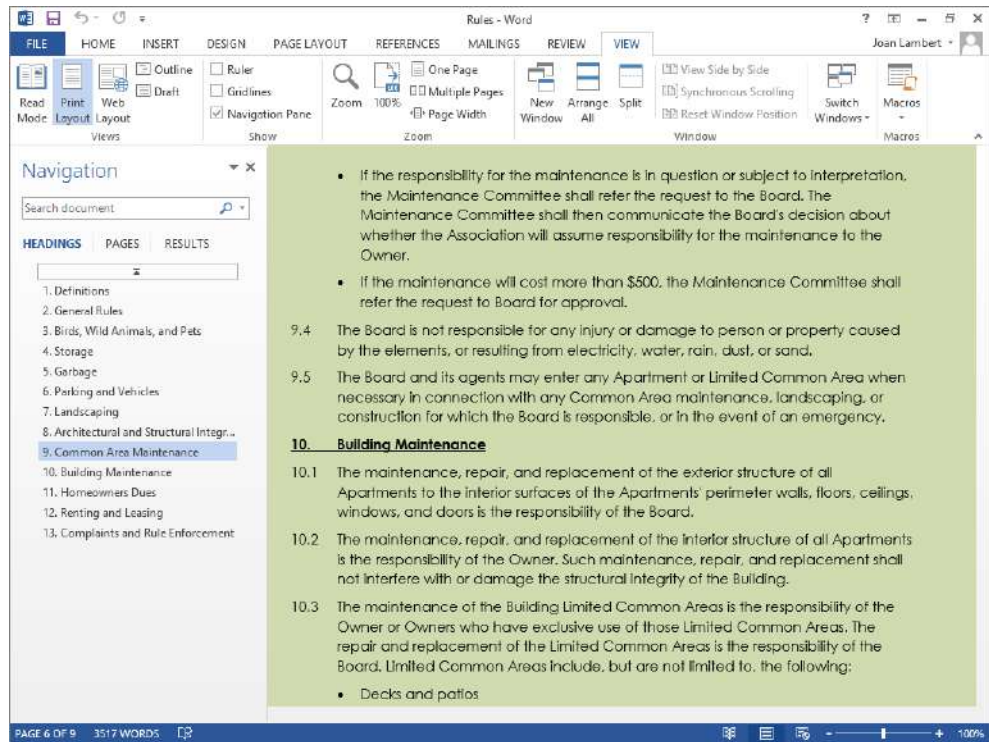 Rules - Word
FILE HOME INSERT DESIGN PAGE LAYOUT REFERENCES MAILINGS REVIEW VIEW Joan Lambert
Read Mode
Print Layout
Web Layout
Outline
Draft
Views
Ruler
Gridlines
Navigation Pane
Show
Zoom
100%
One Page
Multiple Pages
Page Width
Zoom
New Window
Arrange All
Split
View Side by Side
Synchronous Scrolling
Reset Window Position
Window
Switch Windows
Macros
Macros
Navigation
Search document
HEADINGS PAGES RESULTS
1. Definitions
2. General Rules
3. Birds, Wild Animals, and Pets
4. Storage
5. Garbage
6. Parking and Vehicles
7. Landscaping
8. Architectural and Structural Integr...
9. Common Area Maintenance
10. Building Maintenance
11. Homeowners Dues
12. Renting and Leasing
13. Complaints and Rule Enforcement
• If the responsibility for the maintenance is in question or subject to interpretation,
the Maintenance Committee shall refer the request to the Board. The
Maintenance Committee shall then communicate the Board's decision about
whether the Association will assume responsibility for the maintenance to the
Owner.
• If the maintenance will cost more than $500, the Maintenance Committee shall
refer the request to Board for approval.
9.4 The Board is not responsible for any injury or damage to person or property caused
by the elements, or resulting from electricity, water, rain, dust, or sand.
9.5 The Board and its agents may enter any Apartment or Limited Common Area when
necessary in connection with any Common Area maintenance, landscaping, or
construction for which the Board is responsible, or in the event of an emergency.
10. Building Maintenance
10.1 The maintenance, repair, and replacement of the exterior structure of all
Apartments to the interior surfaces of the Apartments' perimeter walls, floors, ceilings,
windows, and doors is the responsibility of the Board.
10.2 The maintenance, repair, and replacement of the interior structure of all Apartments
is the responsibility of the Owner. Such maintenance, repair, and replacement shall
not interfere with or damage the structural integrity of the Building.
10.3 The maintenance of the Building Limited Common Areas is the responsibility of the
Owner or Owners who have exclusive use of those Limited Common Areas. The
repair and replacement of the Limited Common Areas is the responsibility of the
Board. Limited Common Areas include, but are not limited to, the following:
• Decks and patios
PAGE 6 OF 9 3517 WORDS 100%